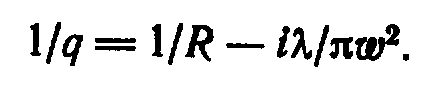 1/q = 1/R − iλ/πw².